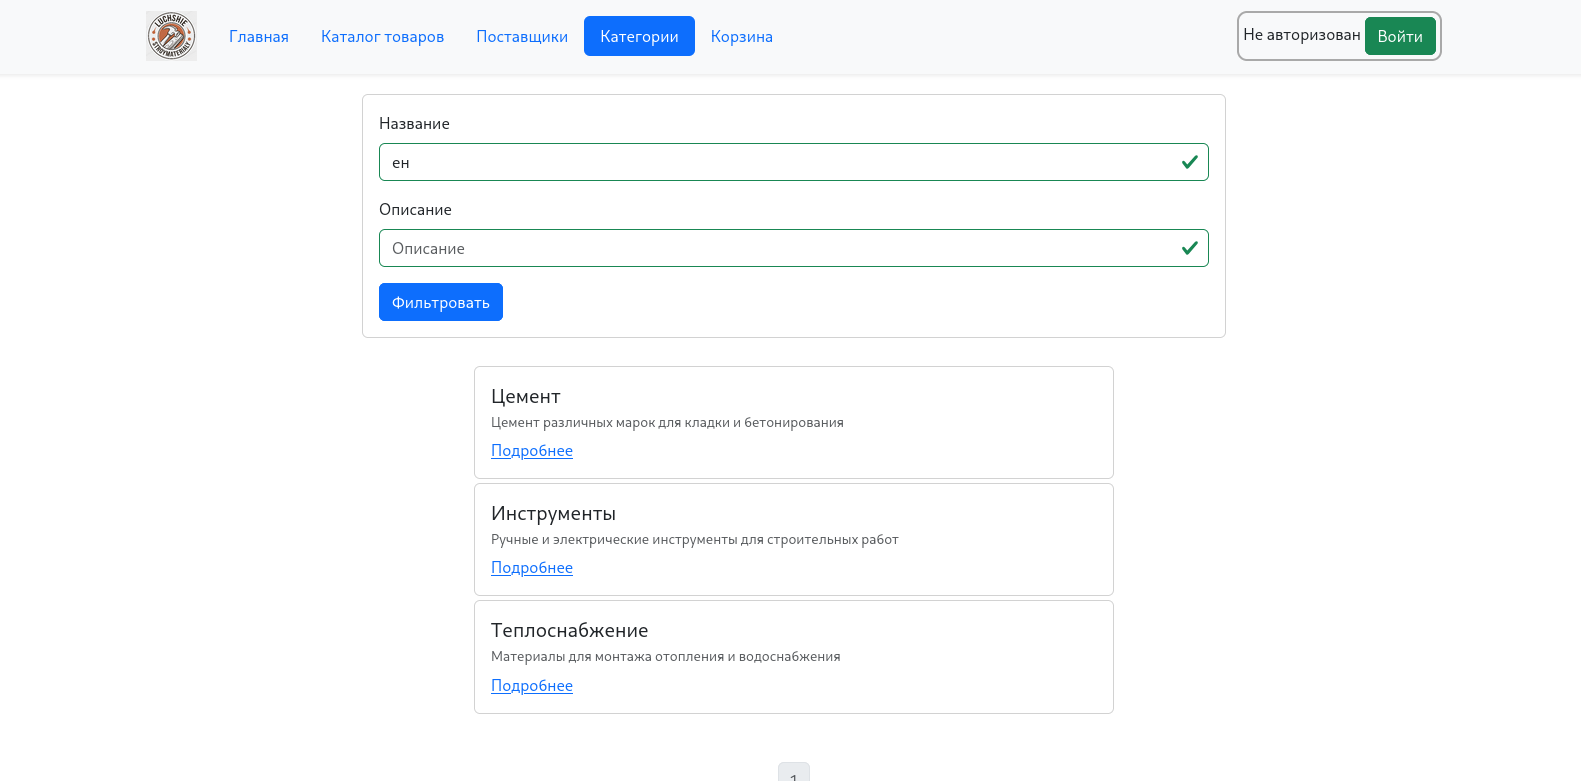 LUCHSHIE
STROYMATERIALY
Главная
Каталог товаров
Поставщики
Категории
Корзина
Не авторизован
Войти
Название
ен
Описание
Описание
Фильтровать
Цемент
Цемент различных марок для кладки и бетонирования
Подробнее
Инструменты
Ручные и электрические инструменты для строительных работ
Подробнее
Теплоснабжение
Материалы для монтажа отопления и водоснабжения
Подробнее
1